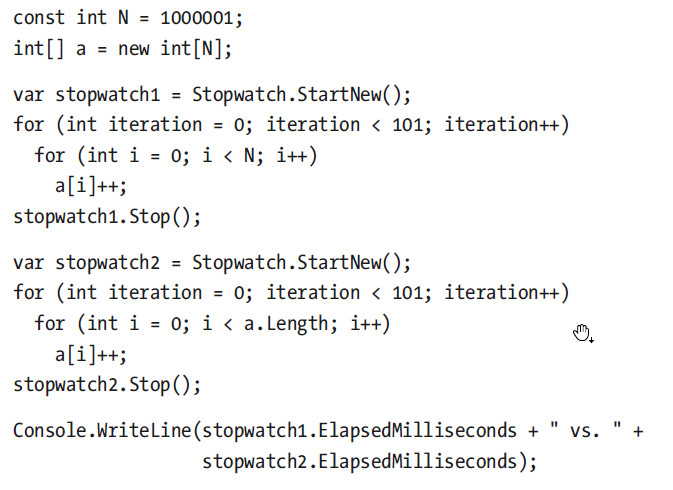 const int N = 1000001;
int[] a = new int[N];
var stopwatch1 = Stopwatch.StartNew();
for (int iteration = 0; iteration < 101; iteration++)
for (int i = 0; i < N; i++)
a[i]++;
stopwatch1.Stop();
var stopwatch2 = Stopwatch.StartNew();
for (int iteration = 0; iteration < 101; iteration++)
for (int i = 0; i < a.Length; i++)
a[i]++;
stopwatch2.Stop();
Console.WriteLine(stopwatch1.ElapsedMilliseconds + " vs. " +
stopwatch2.ElapsedMilliseconds);